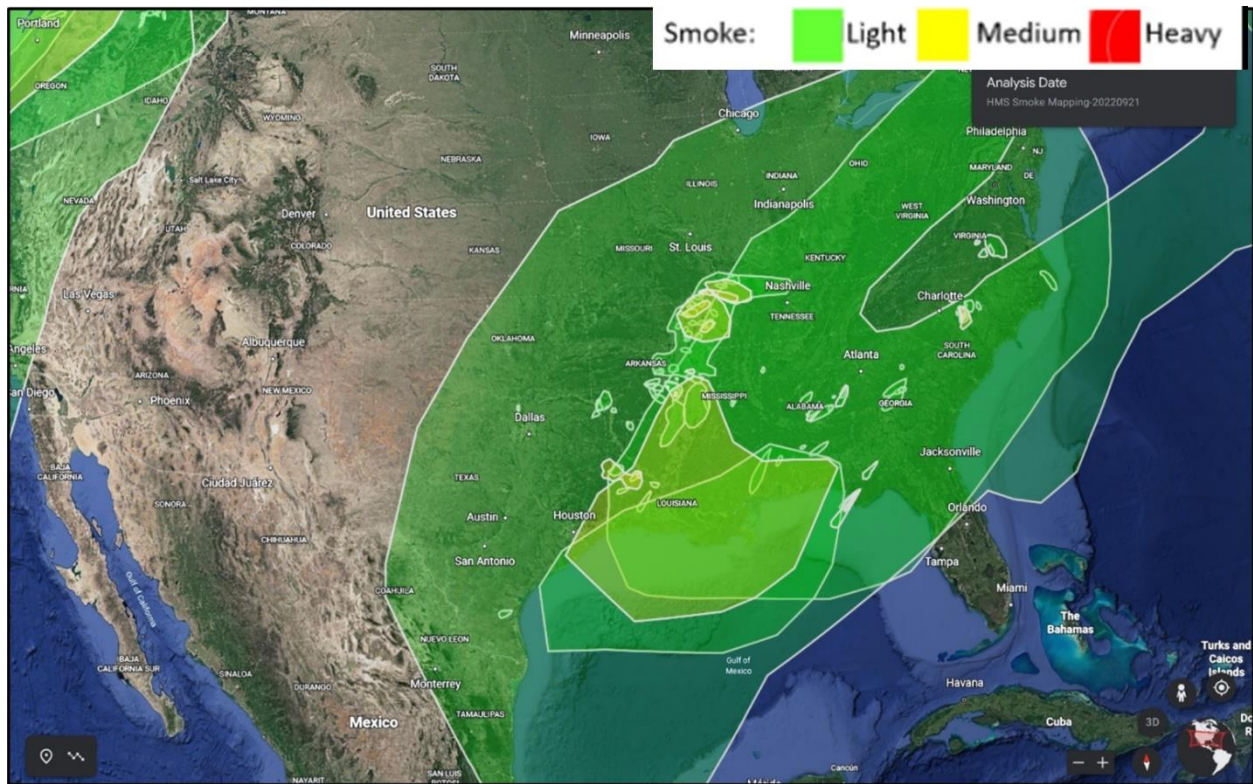 Smoke: Light Medium Heavy
Analysis Date
HMS Smoke Mapping-20220921
MONTANA
Portland
OREGON
IDAHO
WYOMING
SOUTH
DAKOTA
Minneapolis
Chicago
IOWA
NEBRASKA
Salt Lake City
NEVADA
UTAH
Denver
COLORADO
United States
KANSAS
ILLINOIS
INDIANA
Indianapolis
OHIO
Philadelphia
NJ
MARYLAND
DE
Washington
WEST
VIRGINIA
VIRGINIA
MISSOURI
St. Louis
KENTUCKY
Las Vegas
Nashville
TENNESSEE
Charlotte
Albuquerque
OKLAHOMA
ARKANSAS
Atlanta
SOUTH
CAROLINA
ARIZONA
Phoenix
NEW MEXICO
Dallas
MISSISSIPPI
ALABAMA
GEORGIA
Angeles
San Diego
BAJA
CALIFORNIA
Ciudad Juárez
SONORA
TEXAS
Jacksonville
LOUISIANA
Austin
Houston
Orlando
CHIHUAHUA
San Antonio
Tampa
Miami
Gulf of California
COAHUILA
The
Bahamas
NUEVO LEON
Gulf of
Mexico
Turks and
Caicos
Islands
BAJA
CALIFORNIA SUR
SINALOA
DURANGO
Monterrey
Havana
TAMAULIPAS
Mexico
Cuba
3D
NAYARIT
SAN LUIS
Cancún